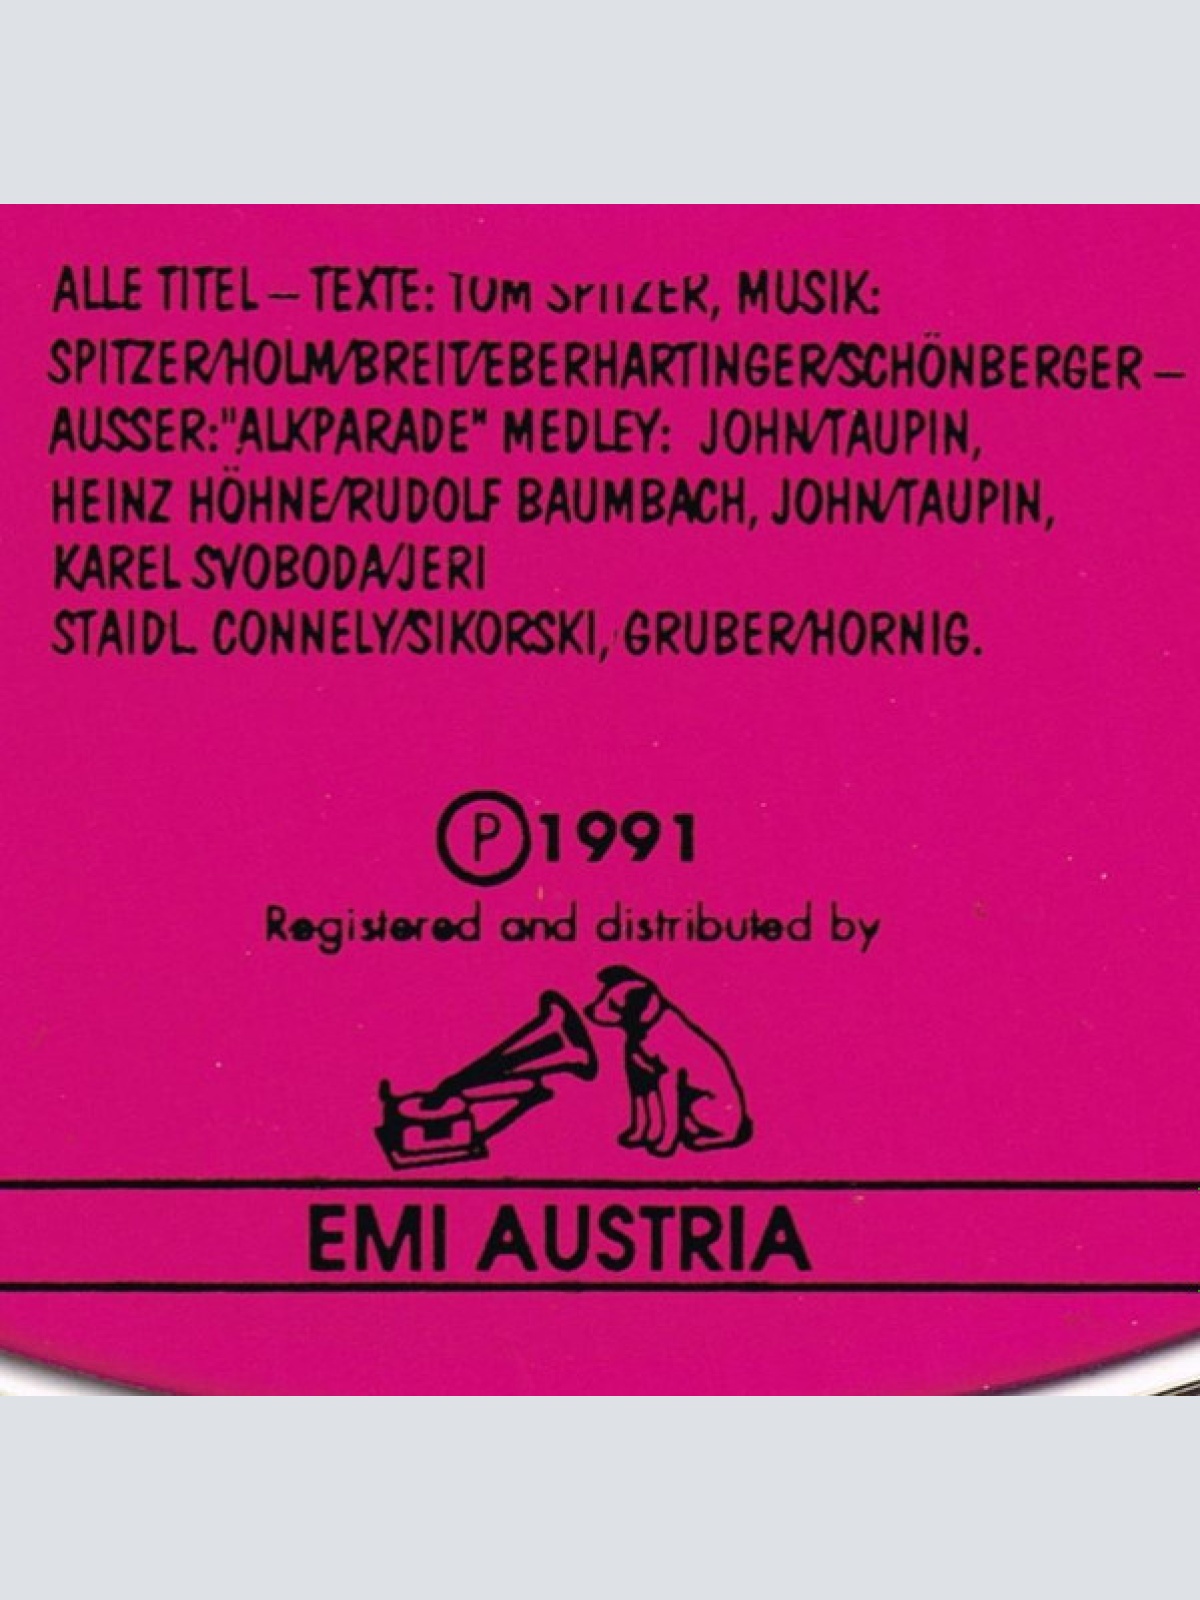 ALLE TITEL – TEXTE: TOM SPITZER, MUSIK:
SPITZER/HOLM/BREIT/EBERHARTINGER/SCHÖNBERGER –
AUSSER:"ALKPARADE" MEDLEY: JOHN/TAUPIN,
HEINZ HÖHNE/RUDOLF BAUMBACH, JOHN/TAUPIN,
KAREL SVOBODA/JERI
STAIDL CONNELY/SIKORSKI, GRUBER/HORNIG.
Ⓟ1991
Registered and distributed by
EMI AUSTRIA